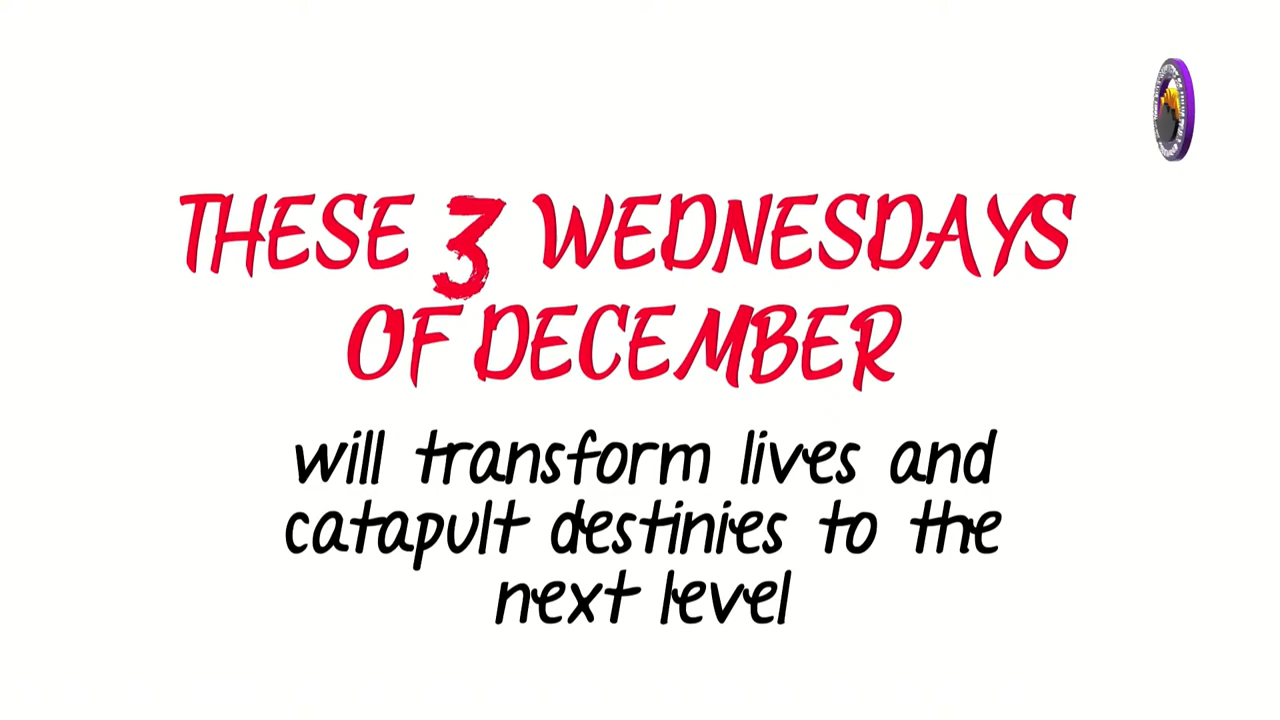 THESE 3 WEDNESDAYS
OF DECEMBER
will transform lives and
catapult destinies to the
next level